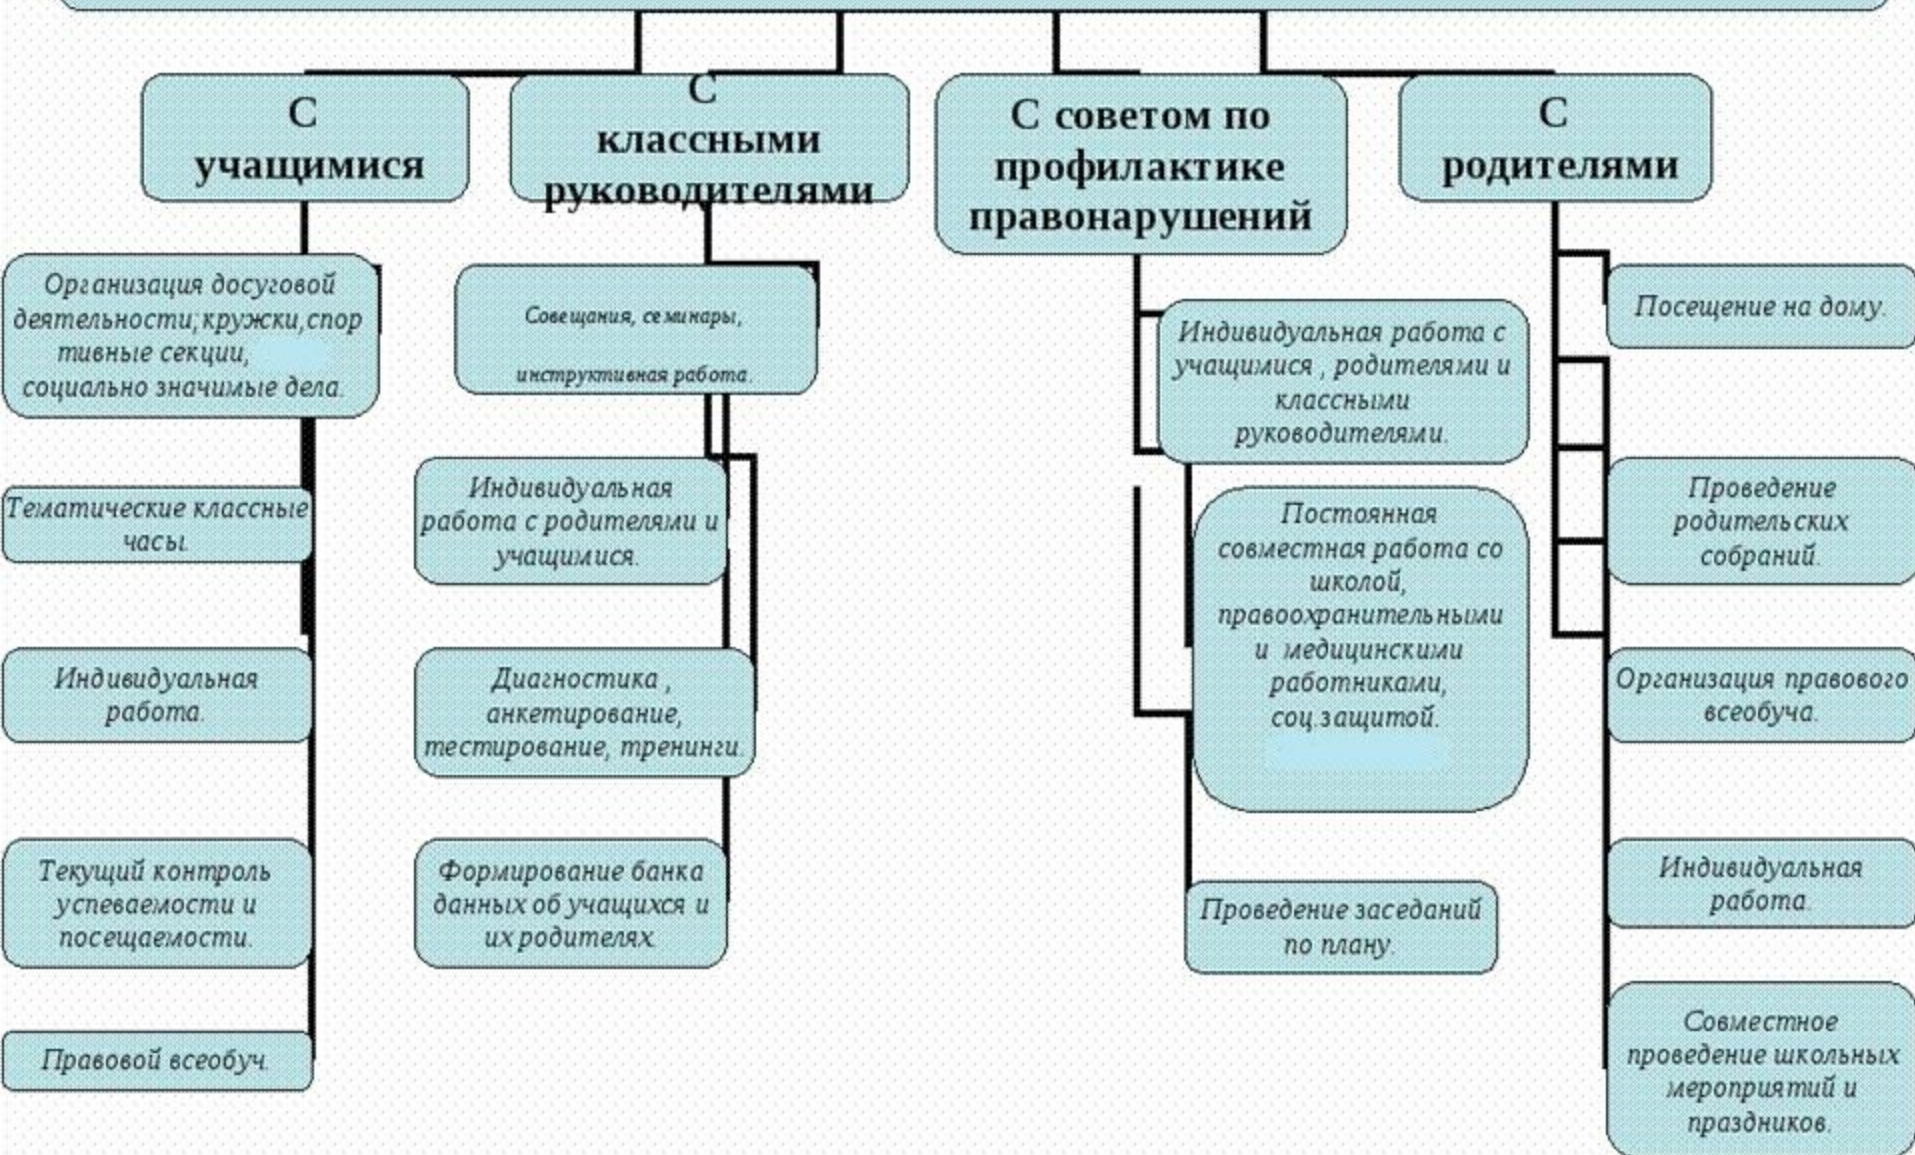 С
учащимися
Организация досуговой
деятельности;кружки,спор
тивные секции,
социально значимые дела.
Тематические классные
часы.
Индивидуальная
работа.
Текущий контроль
успеваемости и
посещаемости.
Правовой всеобуч.
С
классными
руководителями
Совещания, семинары,
инструктивная работа.
Индивидуальная
работа с родителями и
учащимися.
Диагностика ,
анкетирование,
тестирование, тренинги.
Формирование банка
данных об учащихся и
их родителях.
С советом по
профилактике
правонарушений
Индивидуальная работа с
учащимися , родителями и
классными
руководителями.
Постоянная
совместная работа со
школой,
правоохранительными
и медицинскими
работниками,
соц.защитой.
Проведение заседаний
по плану.
С
родителями
Посещение на дому.
Проведение
родительских
собраний.
Организация правового
всеобуча.
Индивидуальная
работа.
Совместное
проведение школьных
мероприятий и
праздников.